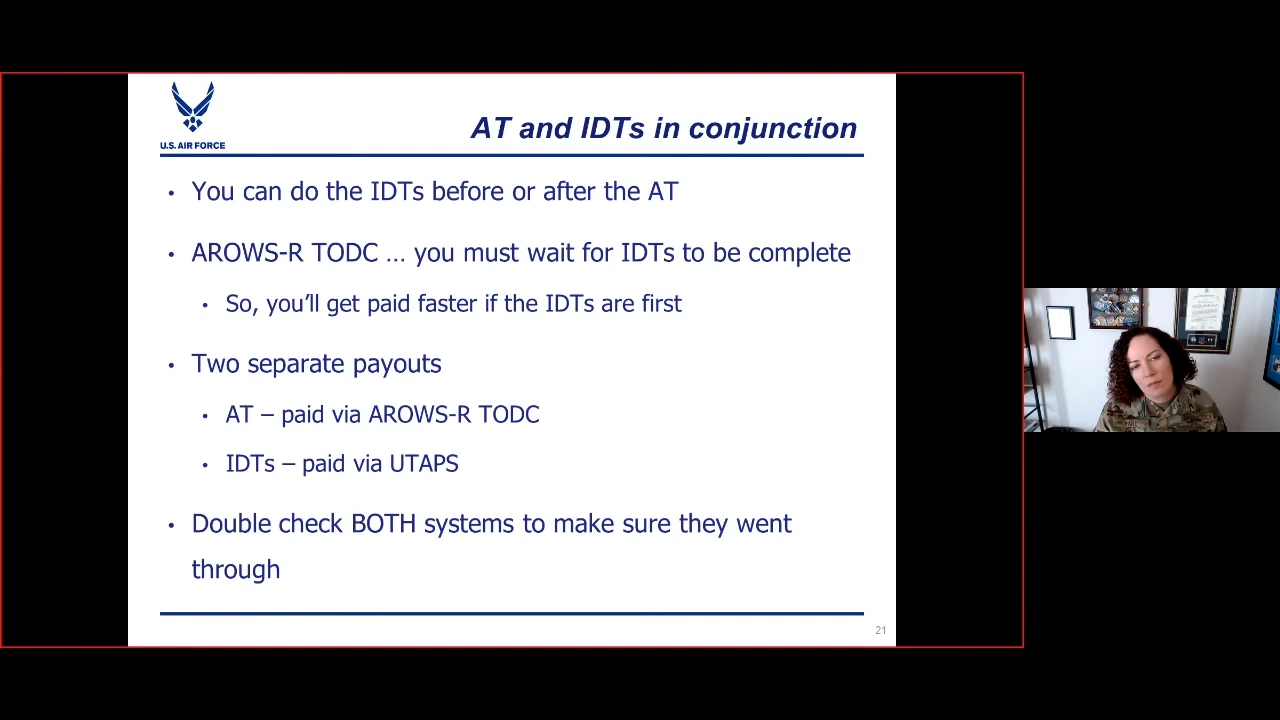 U.S. AIR FORCE
AT and IDTs in conjunction
• You can do the IDTs before or after the AT
• AROWS-R TODC … you must wait for IDTs to be complete
• So, you’ll get paid faster if the IDTs are first
• Two separate payouts
• AT – paid via AROWS-R TODC
• IDTs – paid via UTAPS
• Double check BOTH systems to make sure they went
through
21